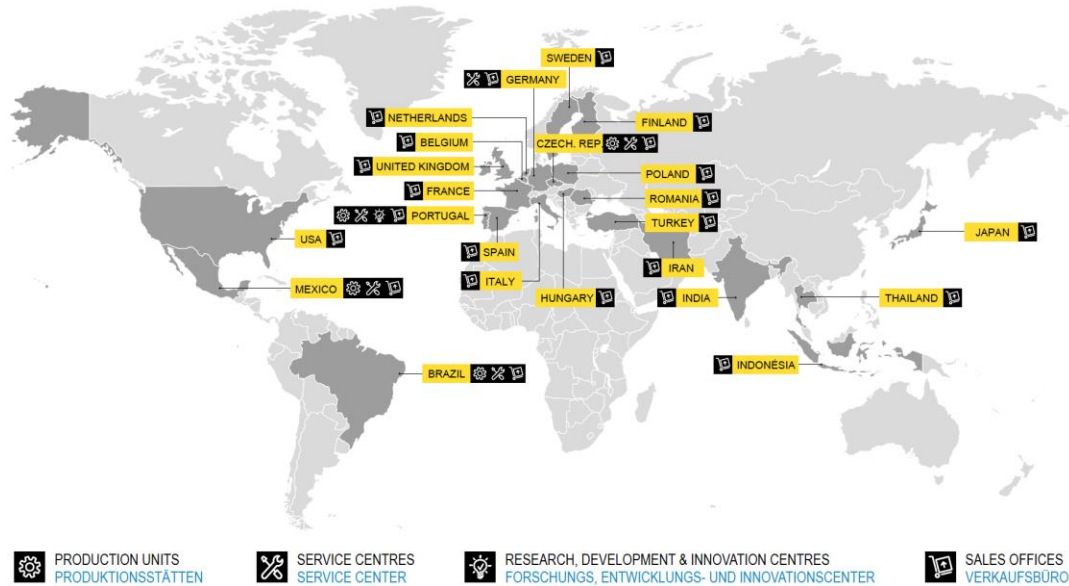 SWEDEN
GERMANY
NETHERLANDS
FINLAND
BELGIUM
CZECH. REP.
UNITED KINGDOM
POLAND
FRANCE
ROMANIA
PORTUGAL
TURKEY
USA
SPAIN
JAPAN
IRAN
ITALY
MEXICO
HUNGARY
INDIA
THAILAND
INDONÉSIA
BRAZIL
PRODUCTION UNITS
PRODUKTIONSSTÄTTEN
SERVICE CENTRES
SERVICE CENTER
RESEARCH, DEVELOPMENT & INNOVATION CENTRES
FORSCHUNGS, ENTWICKLUNGS- UND INNOVATIONSCENTER
SALES OFFICES
VERKAUFSBÜRO